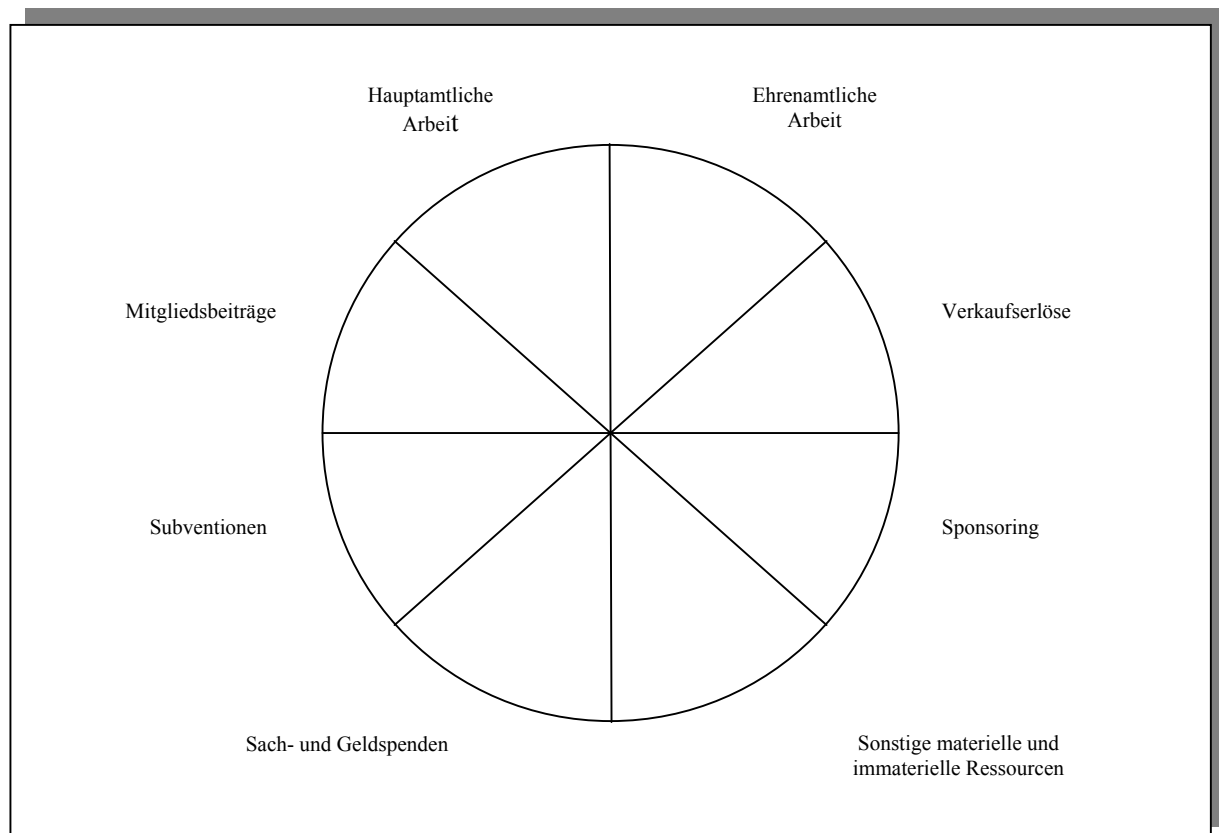 Hauptamtliche
Arbeit
Ehrenamtliche
Arbeit
Mitgliedsbeiträge
Verkaufserlöse
Subventionen
Sponsoring
Sach- und Geldspenden
Sonstige materielle und
immaterielle Ressourcen